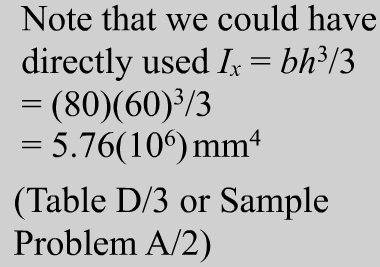 Note that we could have
directly used Iₓ = bh³/3
= (80)(60)³/3
= 5.76(10⁶) mm⁴
(Table D/3 or Sample
Problem A/2)